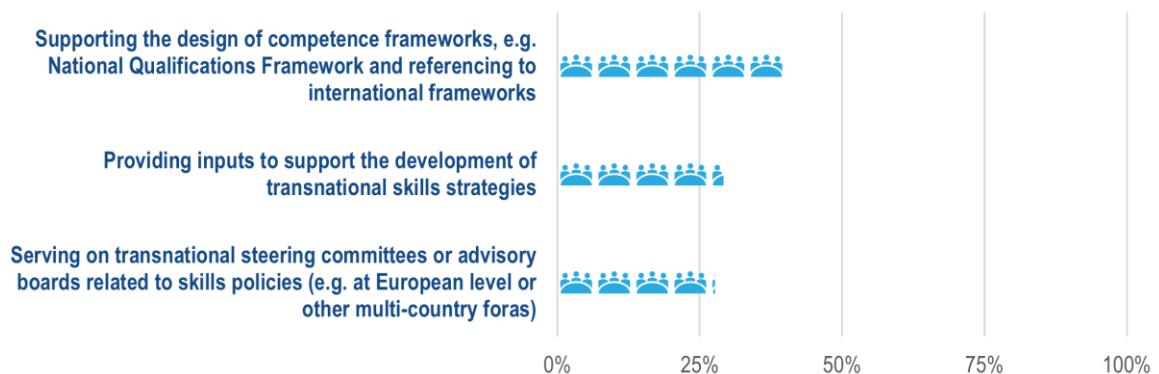 Supporting the design of competence frameworks, e.g.
National Qualifications Framework and referencing to
international frameworks
Providing inputs to support the development of
transnational skills strategies
Serving on transnational steering committees or advisory
boards related to skills policies (e.g. at European level or
other multi-country foras)
0% 25% 50% 75% 100%